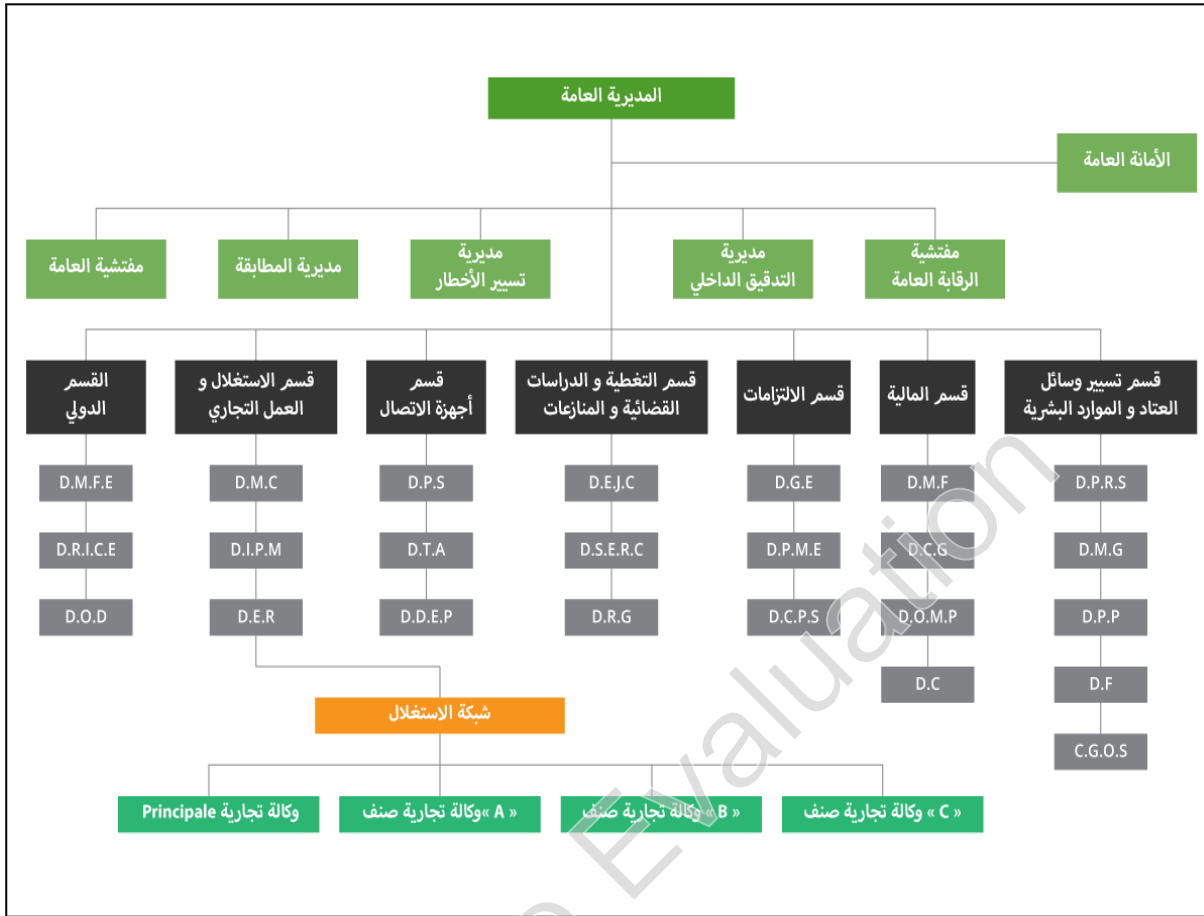 المديرية العامة
الأمانة العامة
مفتشية
الرقابة العامة
مديرية
التدقيق الداخلي
مديرية
تسيير الأخطار
مديرية المطابقة
مفتشية العامة
قسم تسيير وسائل
العتاد و الموارد البشرية
قسم المالية
قسم الالتزامات
قسم التغطية و الدراسات
القضائية و المنازعات
قسم
أجهزة الاتصال
قسم الاستغلال و
العمل التجاري
القسم
الدولي
D.P.R.S
D.M.F
D.G.E
D.E.J.C
D.P.S
D.M.C
D.M.F.E
D.M.G
D.C.G
D.P.M.E
D.S.E.R.C
D.T.A
D.I.P.M
D.R.I.C.E
D.P.P
D.O.M.P
D.C.P.S
D.R.G
D.D.E.P
D.E.R
D.O.D
D.F
D.C
C.G.O.S
شبكة الاستغلال
« C » وكالة تجارية صنف
« B » وكالة تجارية صنف
« A »وكالة تجارية صنف
وكالة تجارية Principale
Evaluation